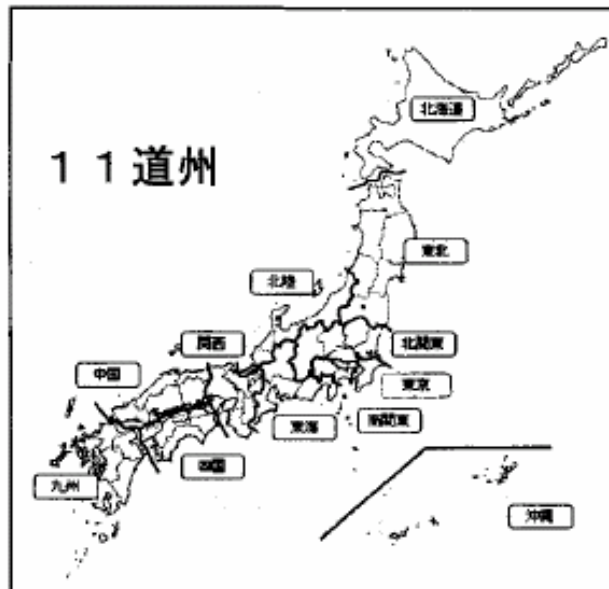 11道州
北海道
東北
北陸
関西
北関東
中国
東京
東海
南関東
四国
九州
沖縄